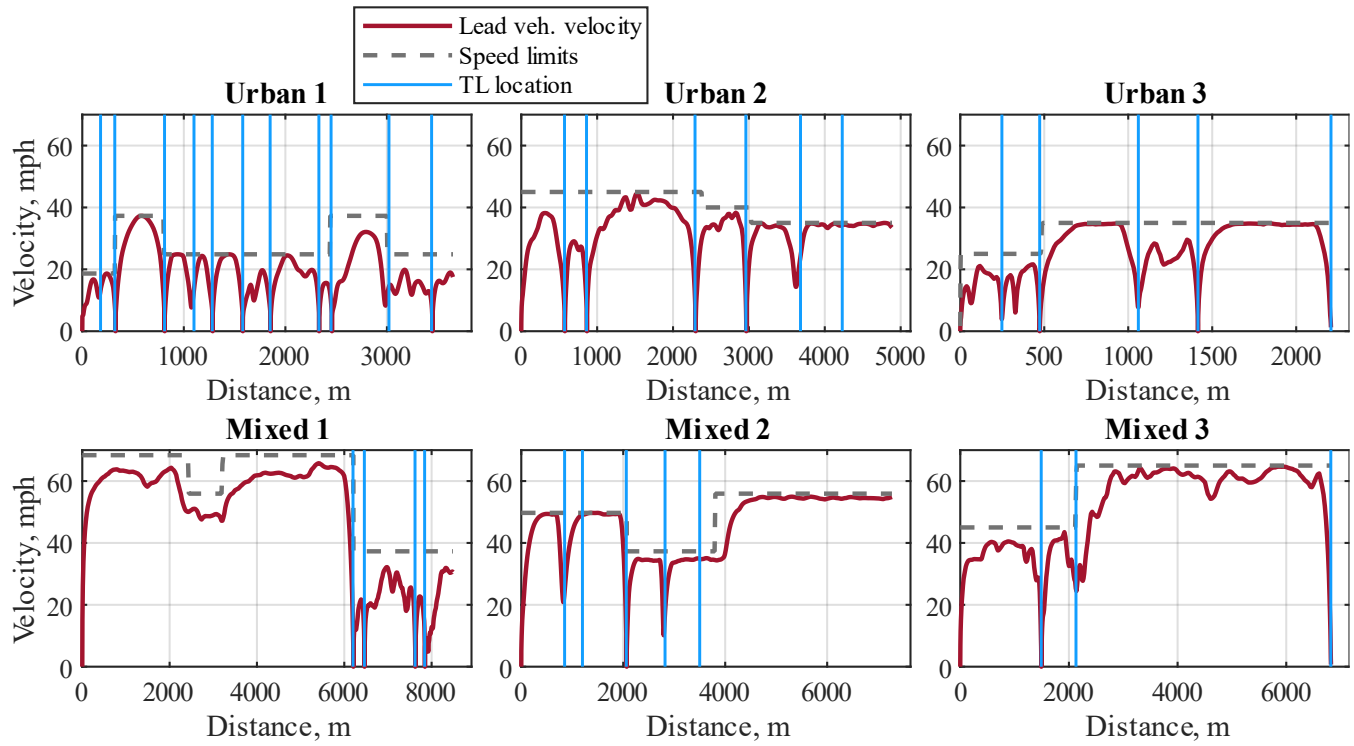 Lead veh. velocity
Speed limits
TL location
Urban 1
Urban 2
Urban 3
Velocity, mph
60
40
20
0
0 1000 2000 3000
Distance, m
60
40
20
0
0 1000 2000 3000 4000 5000
Distance, m
60
40
20
0
0 500 1000 1500 2000
Distance, m
Mixed 1
Mixed 2
Mixed 3
Velocity, mph
60
40
20
0
0 2000 4000 6000 8000
Distance, m
60
40
20
0
0 2000 4000 6000
Distance, m
60
40
20
0
0 2000 4000 6000
Distance, m